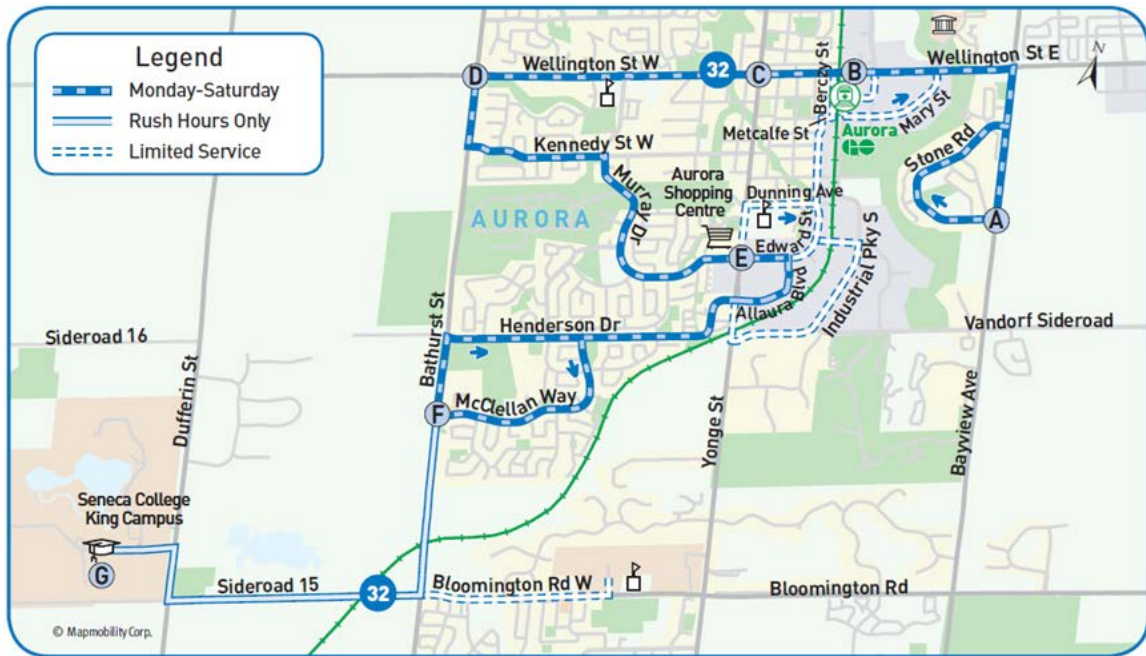 Legend
Monday-Saturday
Rush Hours Only
Limited Service
D
Wellington St W
32
C
Berczy St
B
Wellington St E
N
Mary St
Metcalfe St
Aurora
GO
Kennedy St W
Stone Rd
Murray Dr
Aurora
Shopping
Centre
Dunning Ave
AURORA
A
E
Edward St
Industrial Pky S
Allaura Blvd
Bathurst St
Henderson Dr
Vandorf Sideroad
Sideroad 16
Dufferin St
McClellan Way
F
Yonge St
Bayview Ave
Seneca College
King Campus
G
Sideroad 15
32
Bloomington Rd W
Bloomington Rd
© Mapmobility Corp.